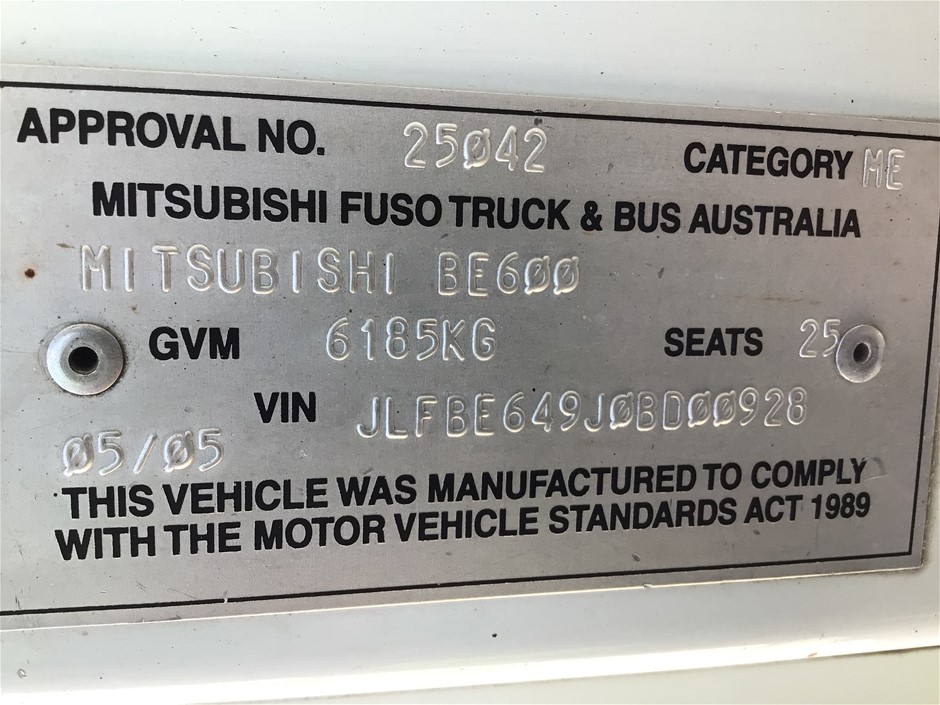 APPROVAL NO. 25Ø42 CATEGORY ME
MITSUBISHI FUSO TRUCK & BUS AUSTRALIA
MITSUBISHI BE6ØØ
GVM 6185KG SEATS 25
VIN JLFBE649JØBDØØ928
Ø5/Ø5
THIS VEHICLE WAS MANUFACTURED TO COMPLY
WITH THE MOTOR VEHICLE STANDARDS ACT 1989